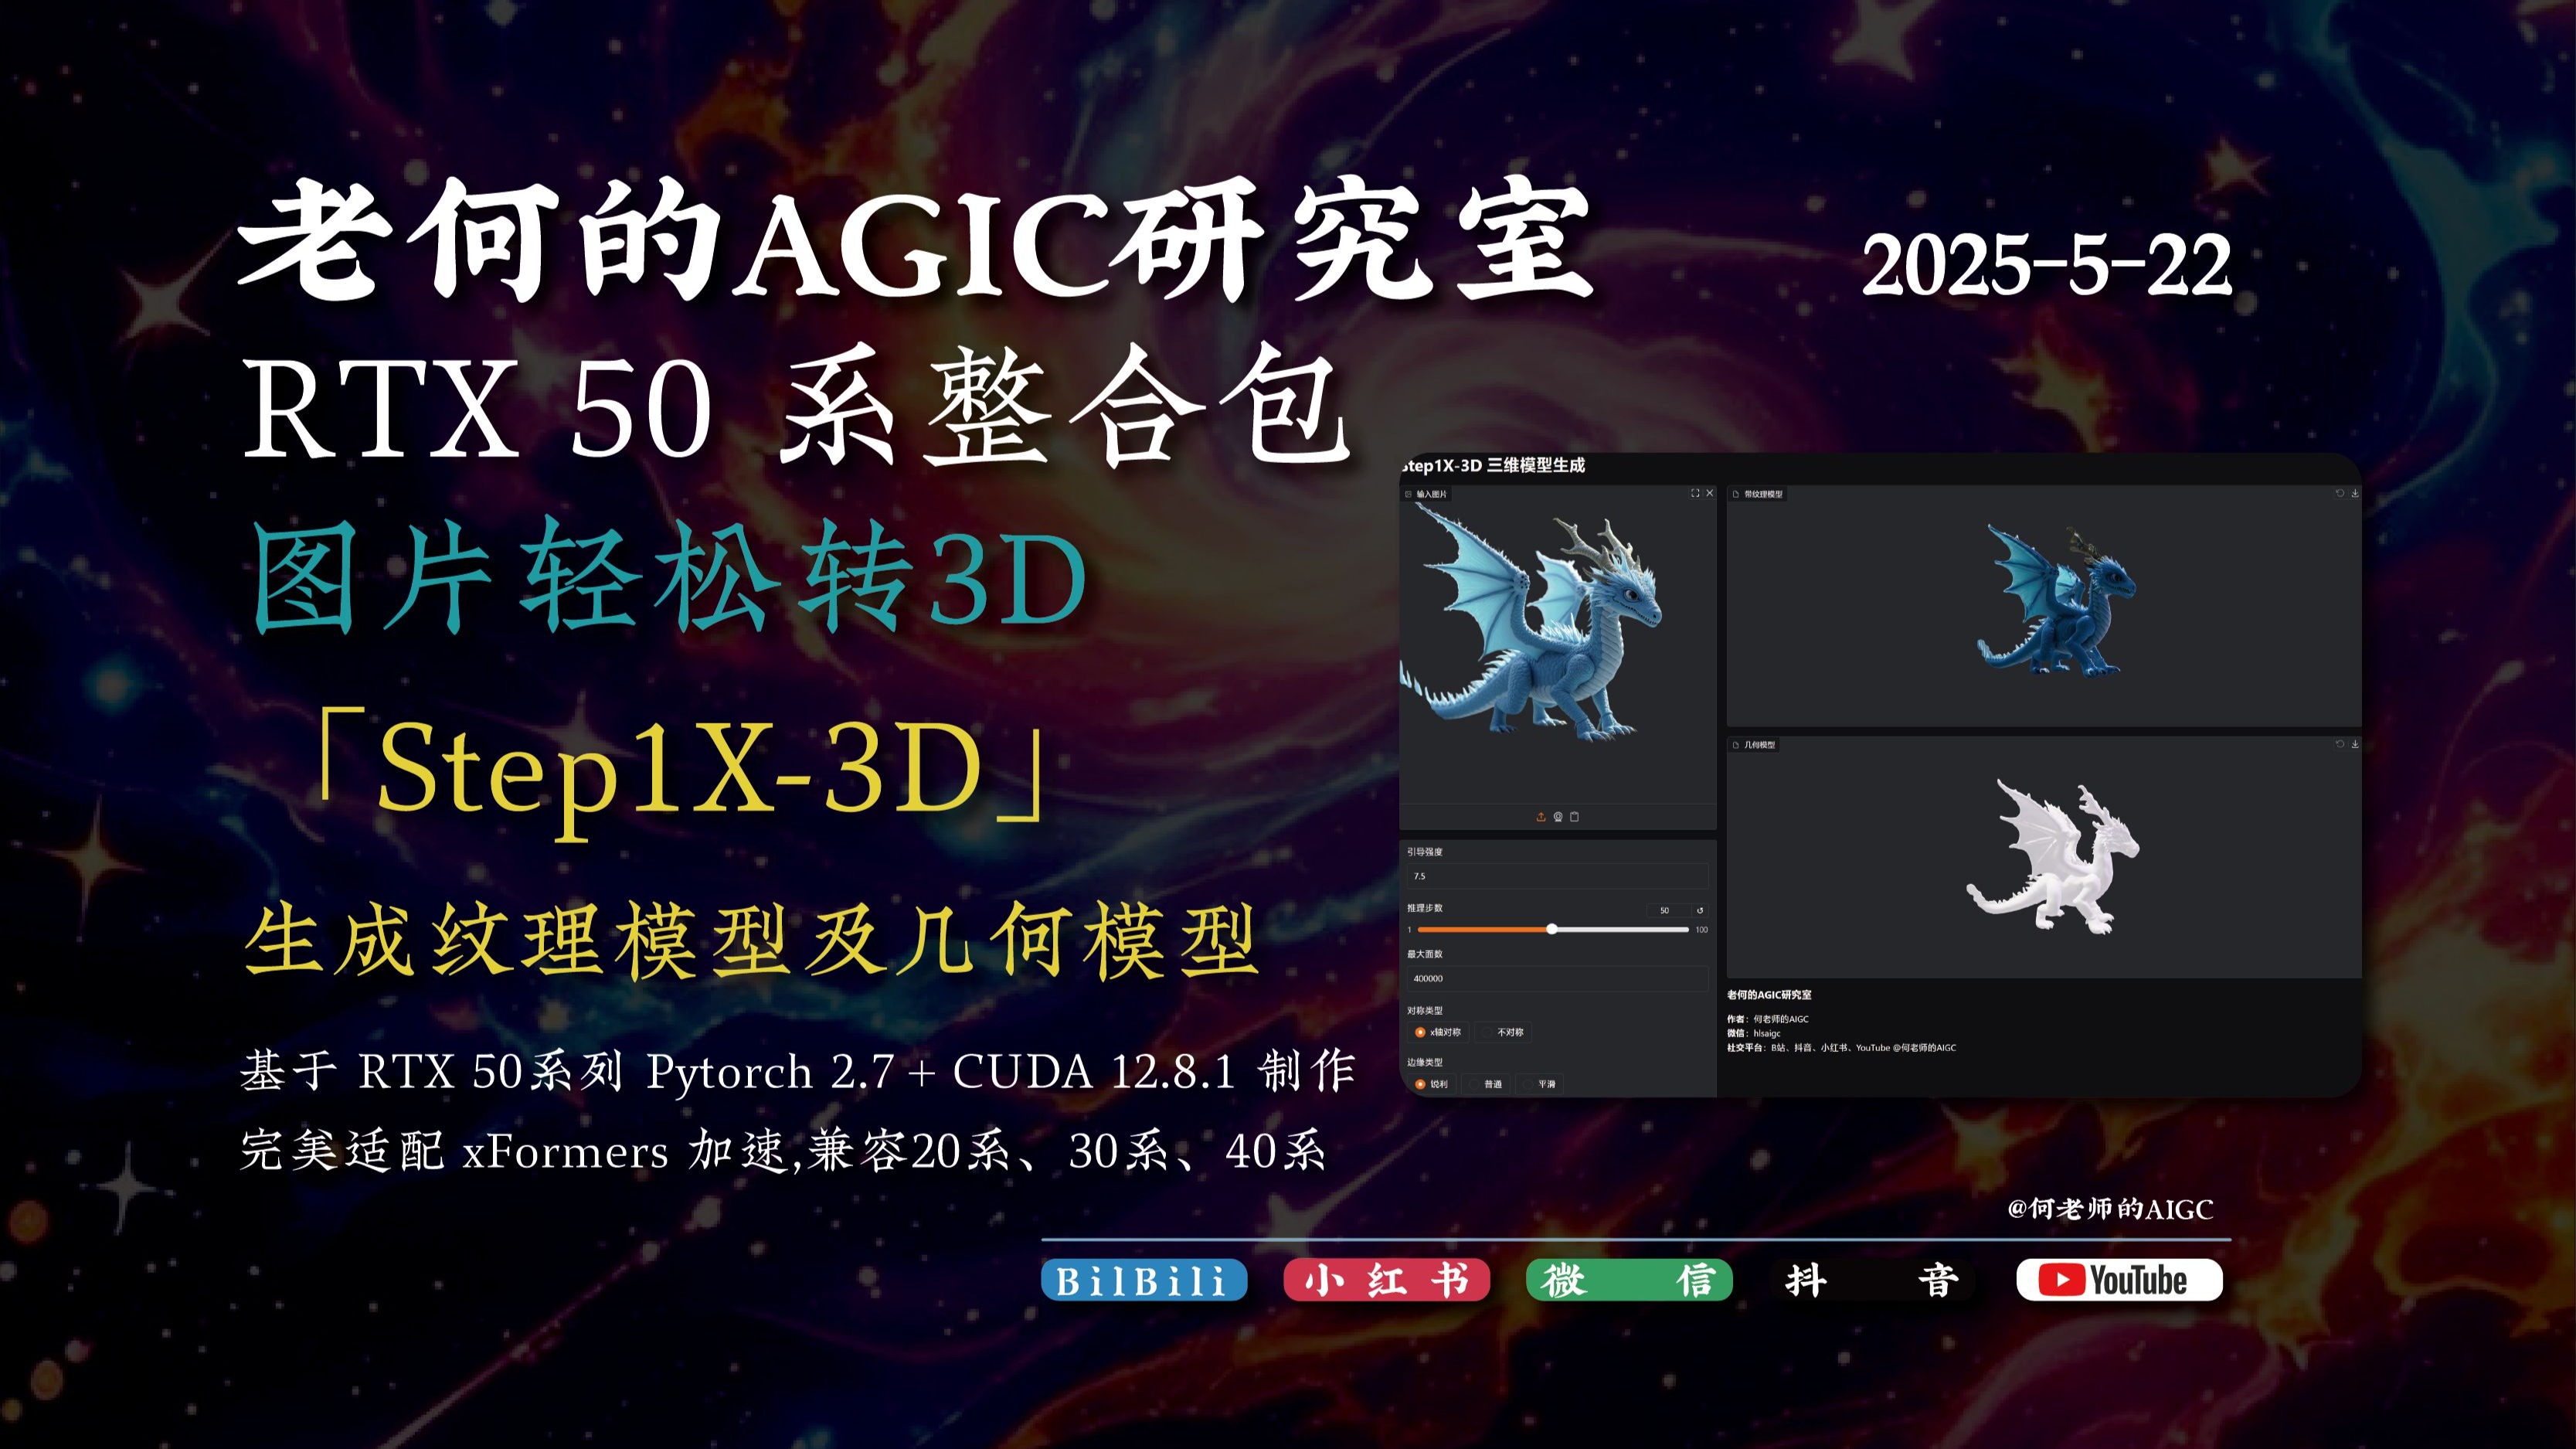 老何的AGIC研究室
2025-5-22
RTX 50 系整合包
图片轻松转3D
「Step1X-3D」
生成纹理模型及几何模型
基于 RTX 50系列 Pytorch 2.7 + CUDA 12.8.1 制作
完美适配 xFormers 加速,兼容20系、30系、40系
Step1X-3D 三维模型生成
输入图片
带纹理模型
几何模型
引导强度
7.5
推理步数
50
1
100
最大面数
400000
对称类型
x轴对称
不对称
边缘类型
锐利
普通
平滑
老何的AGIC研究室
作者：何老师的AIGC
微信：hlsaigc
社交平台：B站、抖音、小红书、YouTube @何老师的AIGC
@何老师的AIGC
BilBili
小红书
微信
抖音
YouTube